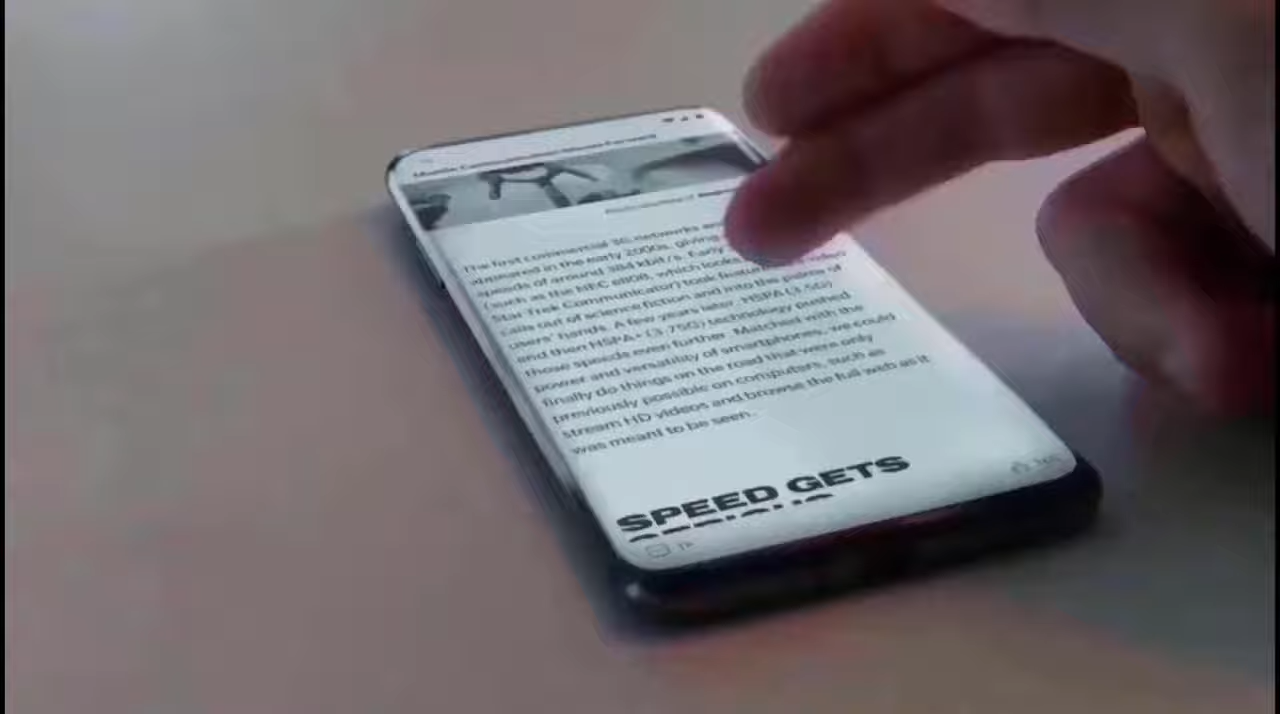 The first commercial 3G networks
appeared in the early 2000s, giving
speeds of around 384 kbit/s. Early
(such as the NEC e606, which looks video
Star Trek Communicator) took
calls out of science fiction and into the palms of
users' hands. A few years later, HSPA (3.5G)
and then HSPA+ (3.75G) technology pushed
those speeds even further. Matched with the
power and versatility of smartphones, we could
finally do things on the road that were only
previously possible on computers, such as
stream HD videos and browse the full web as it
was meant to be seen.
SPEED GETS